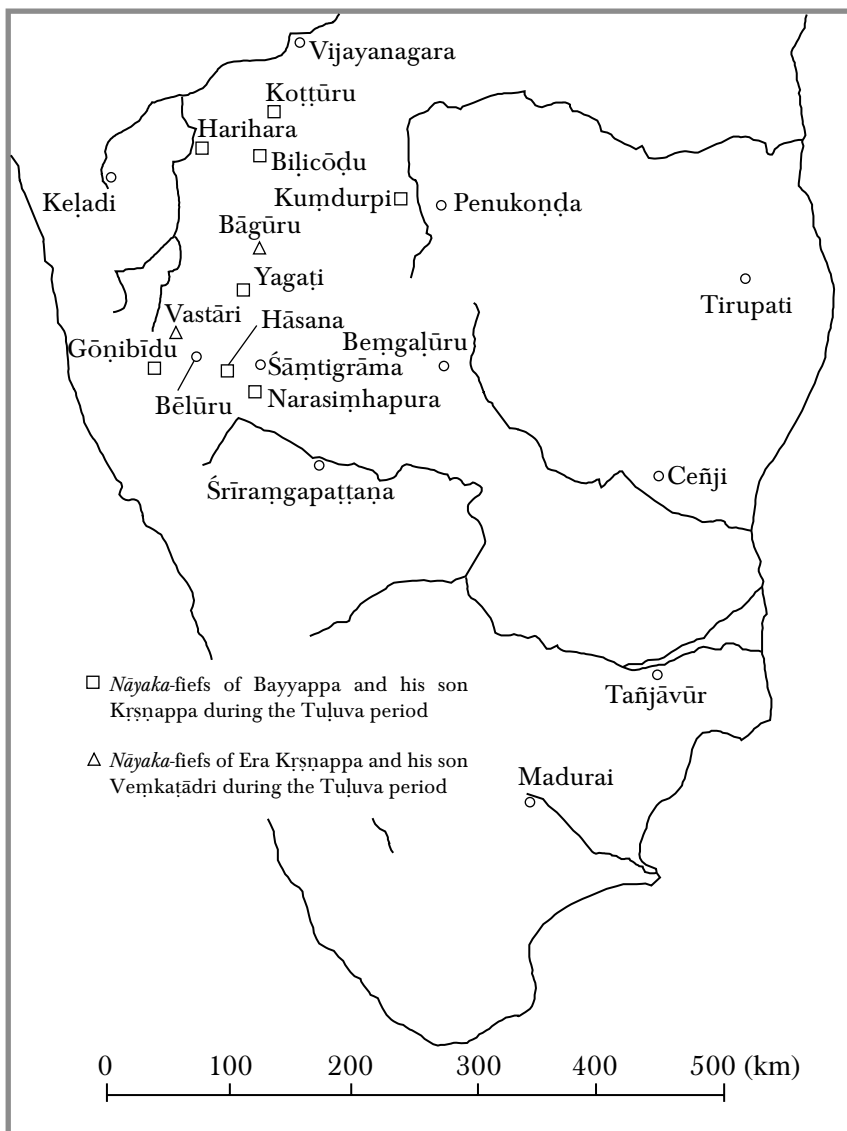 Vijayanagara
Koṭṭūru
Harihara
Biḷicōḍu
Keḷadi
Kuṃdurpi
Penukoṇḍa
Bāgūru
Yagaṭi
Tirupati
Vastāri
Hāsana
Gōṇibīdu
Beṃgaḷūru
Śāṃtigrāma
Bēlūru
Narasiṃhapura
Śrīraṃgapaṭṭaṇa
Ceñji
Nāyaka-fiefs of Bayyappa and his son
Kṛṣṇappa during the Tuḷuva period
Tañjāvūr
Nāyaka-fiefs of Era Kṛṣṇappa and his son
Veṃkaṭādri during the Tuḷuva period
Madurai
0 100 200 300 400 500 (km)